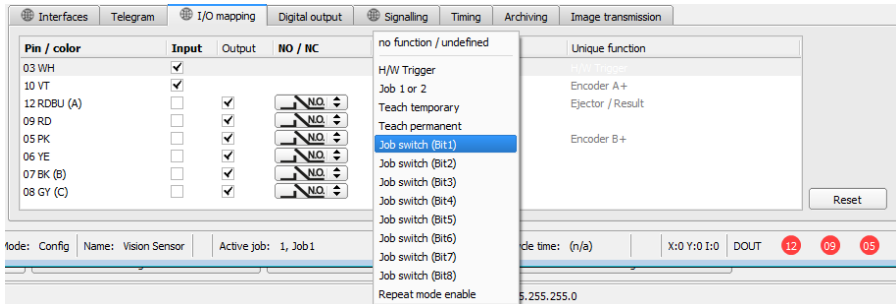 Interfaces Telegram I/O mapping Digital output Signalling Timing Archiving Image transmission
Pin / color Input Output NO / NC Unique function
no function / undefined
03 WH H/W Trigger
10 VT Encoder A+
12 RDBU (A) N.O. Ejector / Result
09 RD N.O.
05 PK N.O. Encoder B+
06 YE N.O.
07 BK (B) N.O.
08 GY (C) N.O.
H/W Trigger
Job 1 or 2
Teach temporary
Teach permanent
Job switch (Bit1)
Job switch (Bit2)
Job switch (Bit3)
Job switch (Bit4)
Job switch (Bit5)
Job switch (Bit6)
Job switch (Bit7)
Job switch (Bit8)
Repeat mode enable
Reset
Mode: Config Name: Vision Sensor Active job: 1, Job1 cle time: (n/a) X:0 Y:0 I:0 DOUT 12 09 05
5.255.255.0